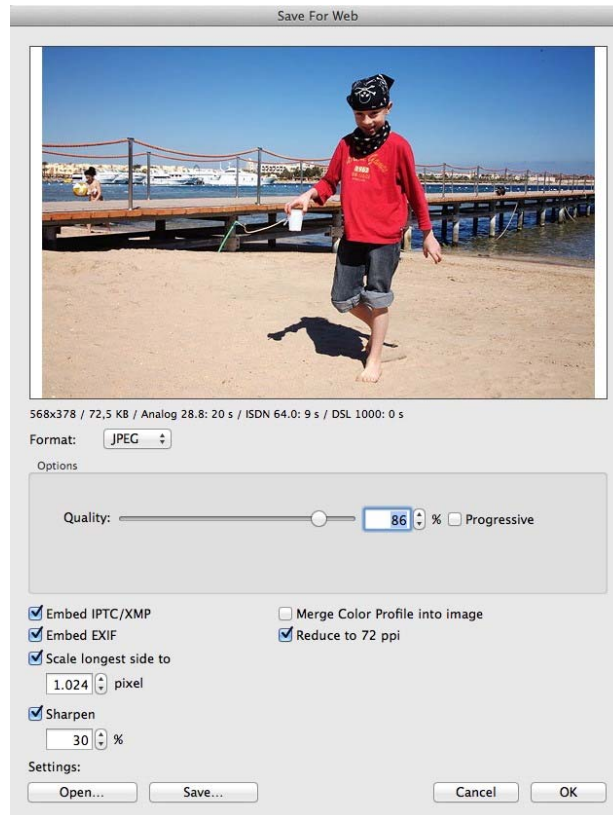 Save For Web
568x378 / 72,5 KB / Analog 28.8: 20 s / ISDN 64.0: 9 s / DSL 1000: 0 s
Format: JPEG
Options
Quality: 86 % Progressive
Embed IPTC/XMP Merge Color Profile into image
Embed EXIF Reduce to 72 ppi
Scale longest side to
1.024 pixel
Sharpen
30 %
Settings:
Open... Save... Cancel OK